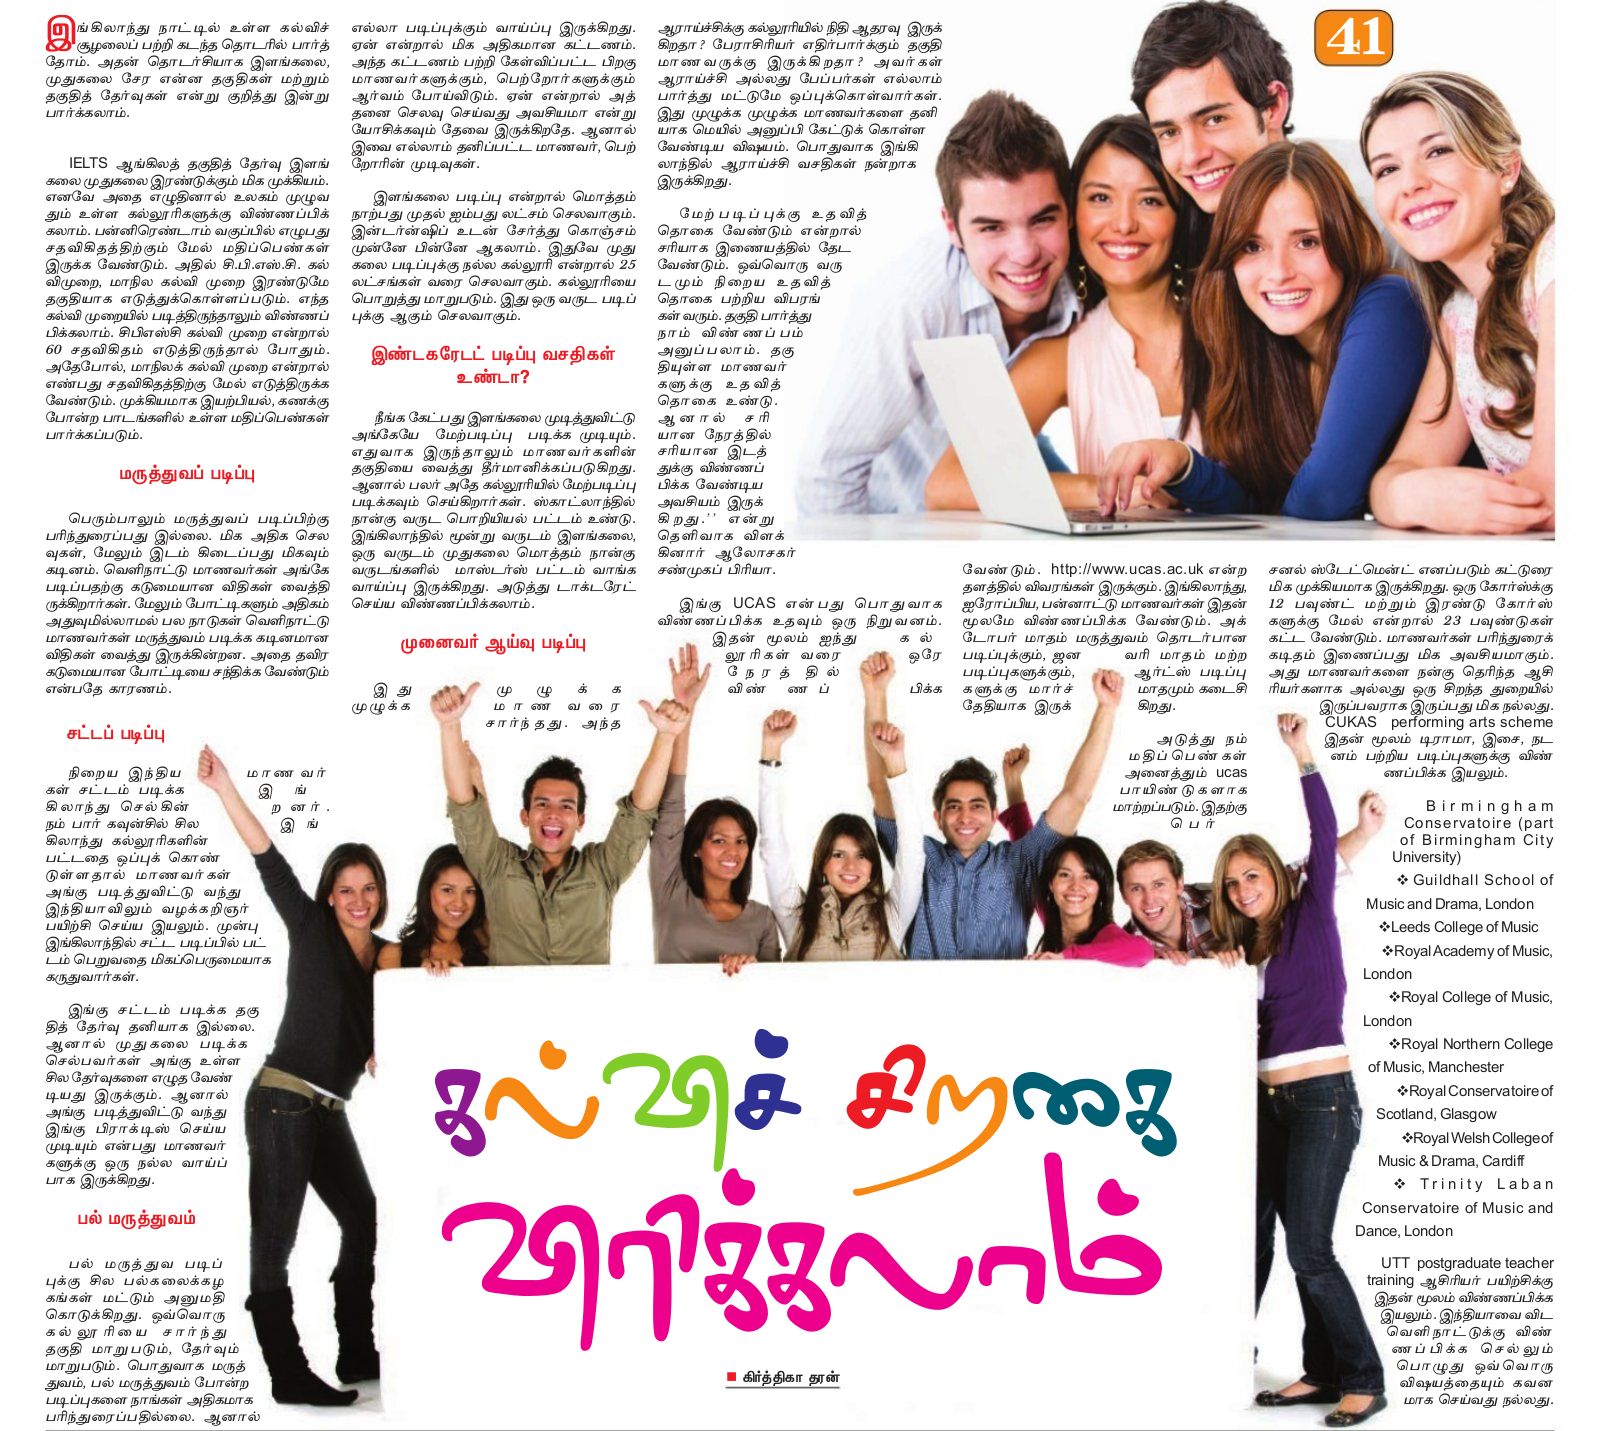 இங்கிலாந்து நாட்டில் உள்ள கல்விச்
சூழலைப் பற்றி கடந்த தொடரில் பார்த்
தோம். அதன் தொடர்சியாக இளங்கலை,
முதுகலை சேர என்ன தகுதிகள் மற்றும்
தகுதித் தேர்வுகள் என்று குறித்து இன்று
பார்க்கலாம்.
IELTS ஆங்கிலத் தகுதித் தேர்வு இளங்
கலை முதுகலை இரண்டுக்கும் மிக முக்கியம்.
எனவே அதை எழுதினால் உலகம் முழுவ
தும் உள்ள கல்லூரிகளுக்கு விண்ணப்பிக்
கலாம். பன்னிரெண்டாம் வகுப்பில் எழுபது
சதவிகிதத்திற்கும் மேல் மதிப்பெண்கள்
இருக்க வேண்டும். அதில் சி.பி.எஸ்.சி. கல்
விமுறை, மாநில கல்வி முறை இரண்டுமே
தகுதியாக எடுத்துக்கொள்ளப்படும். எந்த
கல்வி முறையில் படித்திருந்தாலும் விண்ணப்
பிக்கலாம். சிபிஎஸ்சி கல்வி முறை என்றால்
60 சதவிகிதம் எடுத்திருந்தால் போதும்.
அதேபோல், மாநிலக் கல்வி முறை என்றால்
எண்பது சதவிகிதத்திற்கு மேல் எடுத்திருக்க
வேண்டும். முக்கியமாக இயற்பியல், கணக்கு
போன்ற பாடங்களில் உள்ள மதிப்பெண்கள்
பார்க்கப்படும்.
மருத்துவப் படிப்பு
பெரும்பாலும் மருத்துவப் படிப்பிற்கு
பரிந்துரைப்பது இல்லை. மிக அதிக செல
வுகள், மேலும் இடம் கிடைப்பது மிகவும்
கடினம். வெளிநாட்டு மாணவர்கள் அங்கே
படிப்பதற்கு கடுமையான விதிகள் வைத்தி
ருக்கிறார்கள். மேலும் போட்டிகளும் அதிகம்
அதுவுமில்லாமல் பல நாடுகள் வெளிநாட்டு
மாணவர்கள் மருத்துவம் படிக்க கடினமான
விதிகள் வைத்து இருக்கின்றன. அதை தவிர
கடுமையான போட்டியை சந்திக்க வேண்டும்
என்பதே காரணம்.
சட்டப் படிப்பு
நிறைய இந்திய மாணவர்
கள் சட்டம் படிக்க இங்
கிலாந்து செல்கின் றனர்.
நம் பார் கவுன்சில் சில இங்
கிலாந்து கல்லூரிகளின்
பட்டதை ஒப்புக் கொண்
டுள்ளதால் மாணவர்கள்
அங்கு படித்துவிட்டு வந்து
இந்தியாவிலும் வழக்கறிஞர்
பயிற்சி செய்ய இயலும். முன்பு
இங்கிலாந்தில் சட்ட படிப்பில் பட்
டம் பெறுவதை மிகப்பெருமையாக
கருதுவார்கள்.
இங்கு சட்டம் படிக்க தகு
தித் தேர்வு தனியாக இல்லை.
ஆனால் முதுகலை படிக்க
செல்பவர்கள் அங்கு உள்ள
சில தேர்வுகளை எழுத வேண்
டியது இருக்கும். ஆனால்
அங்கு படித்துவிட்டு வந்து
இங்கு பிராக்டிஸ் செய்ய
முடியும் என்பது மாணவர்
களுக்கு ஒரு நல்ல வாய்ப்
பாக இருக்கிறது.
பல் மருத்துவம்
பல் மருத்துவ படிப்
புக்கு சில பல்கலைக்கழ
கங்கள் மட்டும் அனுமதி
கொடுக்கிறது. ஒவ்வொரு
கல்லூரியை சார்ந்து
தகுதி மாறுபடும், தேர்வும்
மாறுபடும். பொதுவாக மருத்
துவம், பல் மருத்துவம் போன்ற
படிப்புகளை நாங்கள் அதிகமாக
பரிந்துரைப்பதில்லை. ஆனால்
எல்லா படிப்புக்கும் வாய்ப்பு இருக்கிறது.
ஏன் என்றால் மிக அதிகமான கட்டணம்.
அந்த கட்டணம் பற்றி கேள்விப்பட்ட பிறகு
மாணவர்களுக்கும், பெற்றோர்களுக்கும்
ஆர்வம் போய்விடும். ஏன் என்றால் அத்
தனை செலவு செய்வது அவசியமா என்று
யோசிக்கவும் தேவை இருக்கிறதே. ஆனால்
இவை எல்லாம் தனிப்பட்ட மாணவர், பெற்
றோரின் முடிவுகள்.
இளங்கலை படிப்பு என்றால் மொத்தம்
நாற்பது முதல் ஐம்பது லட்சம் செலவாகும்.
இன்டர்ன்ஷிப் உடன் சேர்த்து கொஞ்சம்
முன்னே பின்னே ஆகலாம். இதுவே முது
கலை படிப்புக்கு நல்ல கல்லூரி என்றால் 25
லட்சங்கள் வரை செலவாகும். கல்லூரியை
பொறுத்து மாறுபடும். இது ஒரு வருட படிப்
புக்கு ஆகும் செலவாகும்.
இண்டகரேடட் படிப்பு வசதிகள்
உண்டா?
நீங்க கேட்பது இளங்கலை முடித்துவிட்டு
அங்கேயே மேற்படிப்பு படிக்க முடியும்.
எதுவாக இருந்தாலும் மாணவர்களின்
தகுதியை வைத்து தீர்மானிக்கப்படுகிறது.
ஆனால் பலர் அதே கல்லூரியில் மேற்படிப்பு
படிக்கவும் செய்கிறார்கள். ஸ்காட்லாந்தில்
நான்கு வருட பொறியியல் பட்டம் உண்டு.
இங்கிலாந்தில் மூன்று வருடம் இளங்கலை,
ஒரு வருடம் முதுகலை மொத்தம் நான்கு
வருடங்களில் மாஸ்டர்ஸ் பட்டம் வாங்க
வாய்ப்பு இருக்கிறது. அடுத்து டாக்டரேட்
செய்ய விண்ணப்பிக்கலாம்.
முனைவர் ஆய்வு படிப்பு
இது முழுக்க
முழுக்க மாணவரை
சார்ந்தது. அந்த
ஆராய்ச்சிக்கு கல்லூரியில் நிதி ஆதரவு இருக்
கிறதா? பேராசிரியர் எதிர்பார்க்கும் தகுதி
மாணவருக்கு இருக்கிறதா? அவர்கள்
ஆராய்ச்சி அல்லது பேப்பர்கள் எல்லாம்
பார்த்து மட்டுமே ஒப்புக்கொள்வார்கள்.
இது முழுக்க முழுக்க மாணவர்களை தனி
யாக மெயில் அனுப்பி கேட்டுக் கொள்ள
வேண்டிய விஷயம். பொதுவாக இங்கி
லாந்தில் ஆராய்ச்சி வசதிகள் நன்றாக
இருக்கிறது.
மேற்படிப்புக்கு உதவித்
தொகை வேண்டும் என்றால்
சரியாக இணையத்தில் தேட
வேண்டும். ஒவ்வொரு வரு
டமும் நிறைய உதவித்
தொகை பற்றிய விபரங்
கள் வரும். தகுதி பார்த்து
நாம் விண்ணப்பம்
அனுப்பலாம். தகு
தியுள்ள மாணவர்
களுக்கு உதவித்
தொகை உண்டு.
ஆனால் சரி
யான நேரத்தில்
சரியான இடத்
துக்கு விண்ணப்
பிக்க வேண்டிய
அவசியம் இருக்
கிறது.'' என்று
தெளிவாக விளக்
கினார் ஆலோசகர்
சண்முகப் பிரியா.
இங்கு UCAS என்பது பொதுவாக
விண்ணப்பிக்க உதவும் ஒரு நிறுவனம்.
இதன் மூலம் ஐந்து கல்
லூரிகள் வரை ஒரே
நேரத்தில்
விண்ணப் பிக்க
வேண்டும். http://www.ucas.ac.uk என்ற
தளத்தில் விவரங்கள் இருக்கும். இங்கிலாந்து,
ஐரோப்பிய, பன்னாட்டு மாணவர்கள் இதன்
மூலமே விண்ணப்பிக்க வேண்டும். அக்
டோபர் மாதம் மருத்துவம் தொடர்பான
படிப்புக்கும், ஜன வரி மாதம் மற்ற
படிப்புகளுக்கும், ஆர்ட்ஸ் படிப்பு
களுக்கு மார்ச் மாதமும் கடைசி
தேதியாக இருக் கிறது.
அடுத்து நம்
மதிப்பெண்கள்
அனைத்தும் ucas
பாயிண்டுகளாக
மாற்றப்படும். இதற்கு
பெர்
சனல் ஸ்டேட்மென்ட் எனப்படும் கட்டுரை
மிக முக்கியமாக இருக்கிறது. ஒரு கோர்ஸ்க்கு
12 பவுண்ட் மற்றும் இரண்டு கோர்ஸ்
களுக்கு மேல் என்றால் 23 பவுண்டுகள்
கட்ட வேண்டும். மாணவர்கள் பரிந்துரைக்
கடிதம் இணைப்பது மிக அவசியமாகும்.
அது மாணவர்களை நன்கு தெரிந்த ஆசி
ரியர்களாக அல்லது ஒரு சிறந்த துறையில்
இருப்பவராக இருப்பது மிக நல்லது.
CUKAS performing arts scheme
இதன் மூலம் டிராமா, இசை, நட
னம் பற்றிய படிப்புகளுக்கு விண்
ணப்பிக்க இயலும்.
Birmingham
Conservatoire (part
of Birmingham City
University)
❖ Guildhall School of
Music and Drama, London
❖Leeds College of Music
❖Royal Academy of Music,
London
❖Royal College of Music,
London
❖Royal Northern College
of Music, Manchester
❖Royal Conservatoire of
Scotland, Glasgow
❖Royal Welsh College of
Music & Drama, Cardiff
❖ Trinity Laban
Conservatoire of Music and
Dance, London
UTT postgraduate teacher
training ஆசிரியர் பயிற்சிக்கு
இதன் மூலம் விண்ணப்பிக்க
இயலும். இந்தியாவை விட
வெளிநாட்டுக்கு விண்
ணப்பிக்க செல்லும்
பொழுது ஒவ்வொரு
விஷயத்தையும் கவன
மாக செய்வது நல்லது.
41
கல்விச் சிறகை
விரிக்கலாம்
■ கிர்த்திகா தரன்